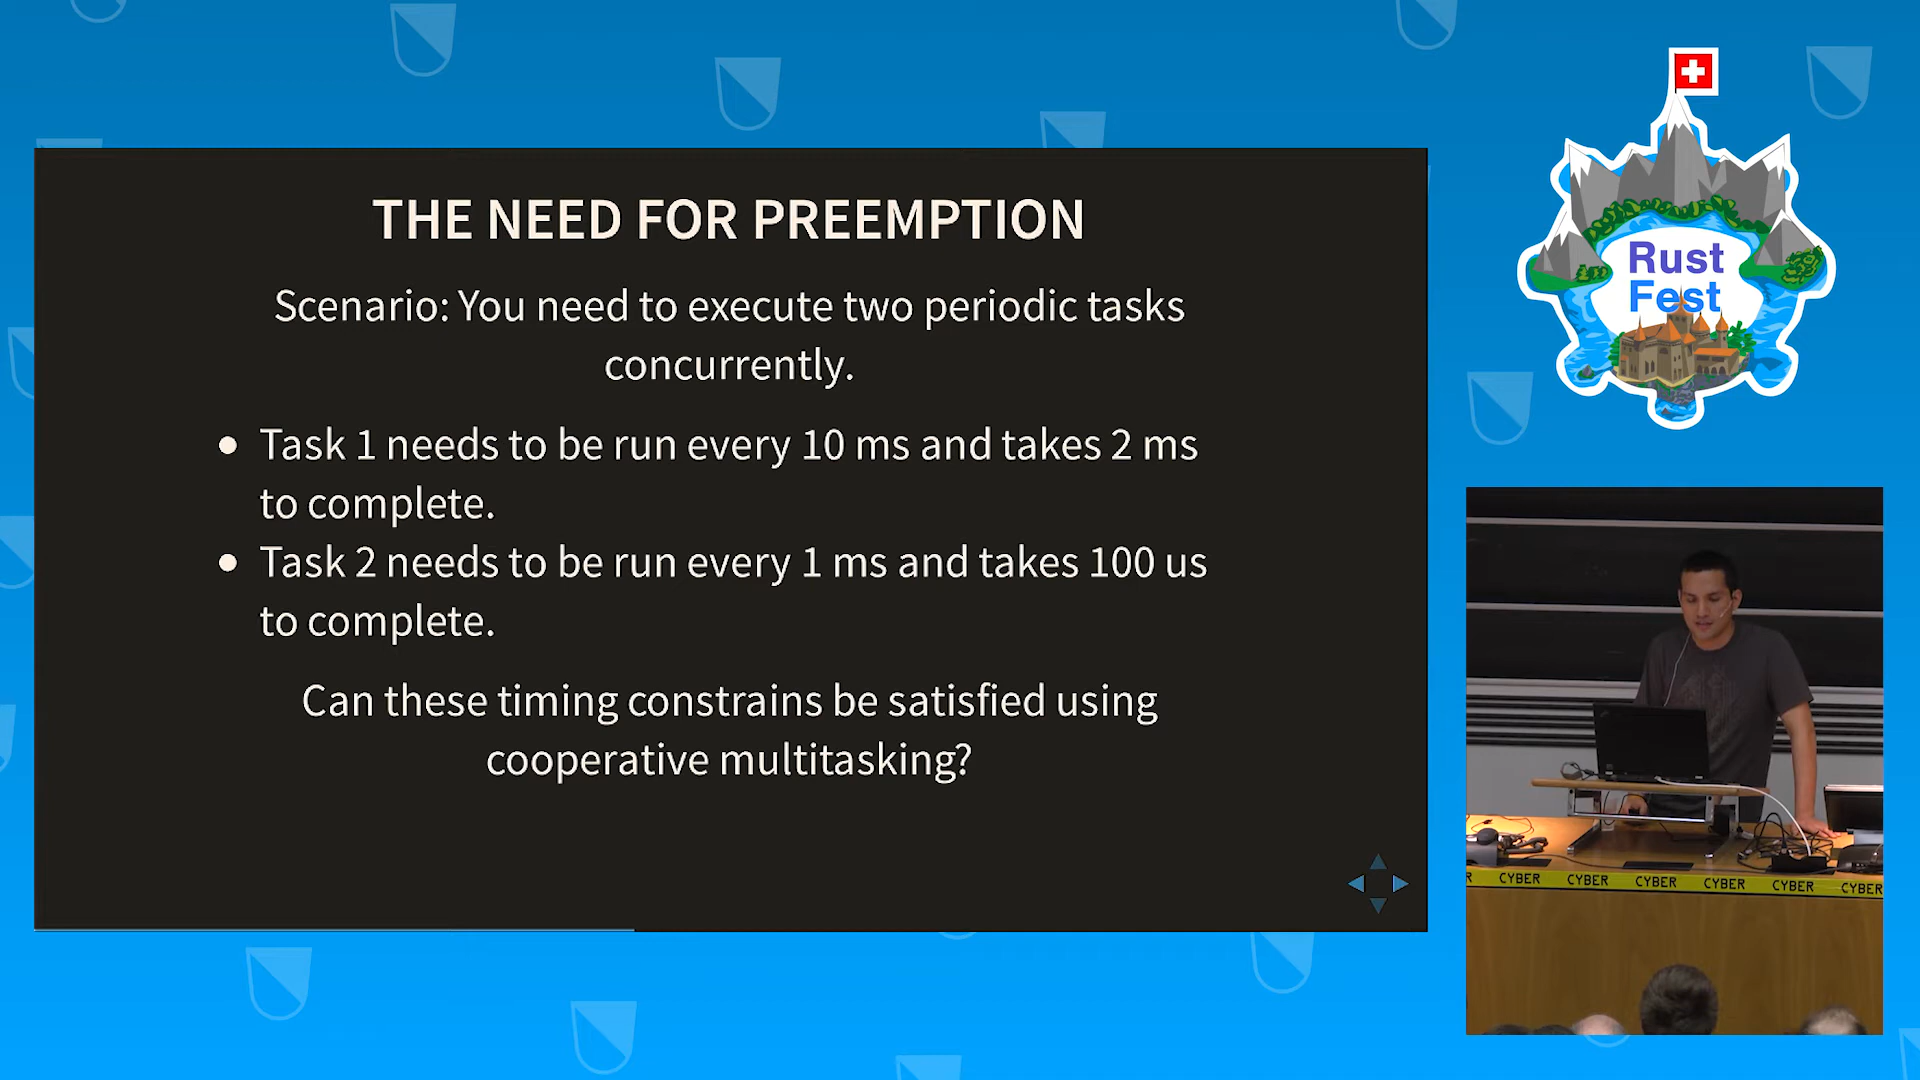 THE NEED FOR PREEMPTION
Scenario: You need to execute two periodic tasks
concurrently.
Task 1 needs to be run every 10 ms and takes 2 ms
to complete.
Task 2 needs to be run every 1 ms and takes 100 us
to complete.
Can these timing constrains be satisfied using
cooperative multitasking?
Rust
Fest
R CYBER CYBER CYBER CYBER CYBER CYBER